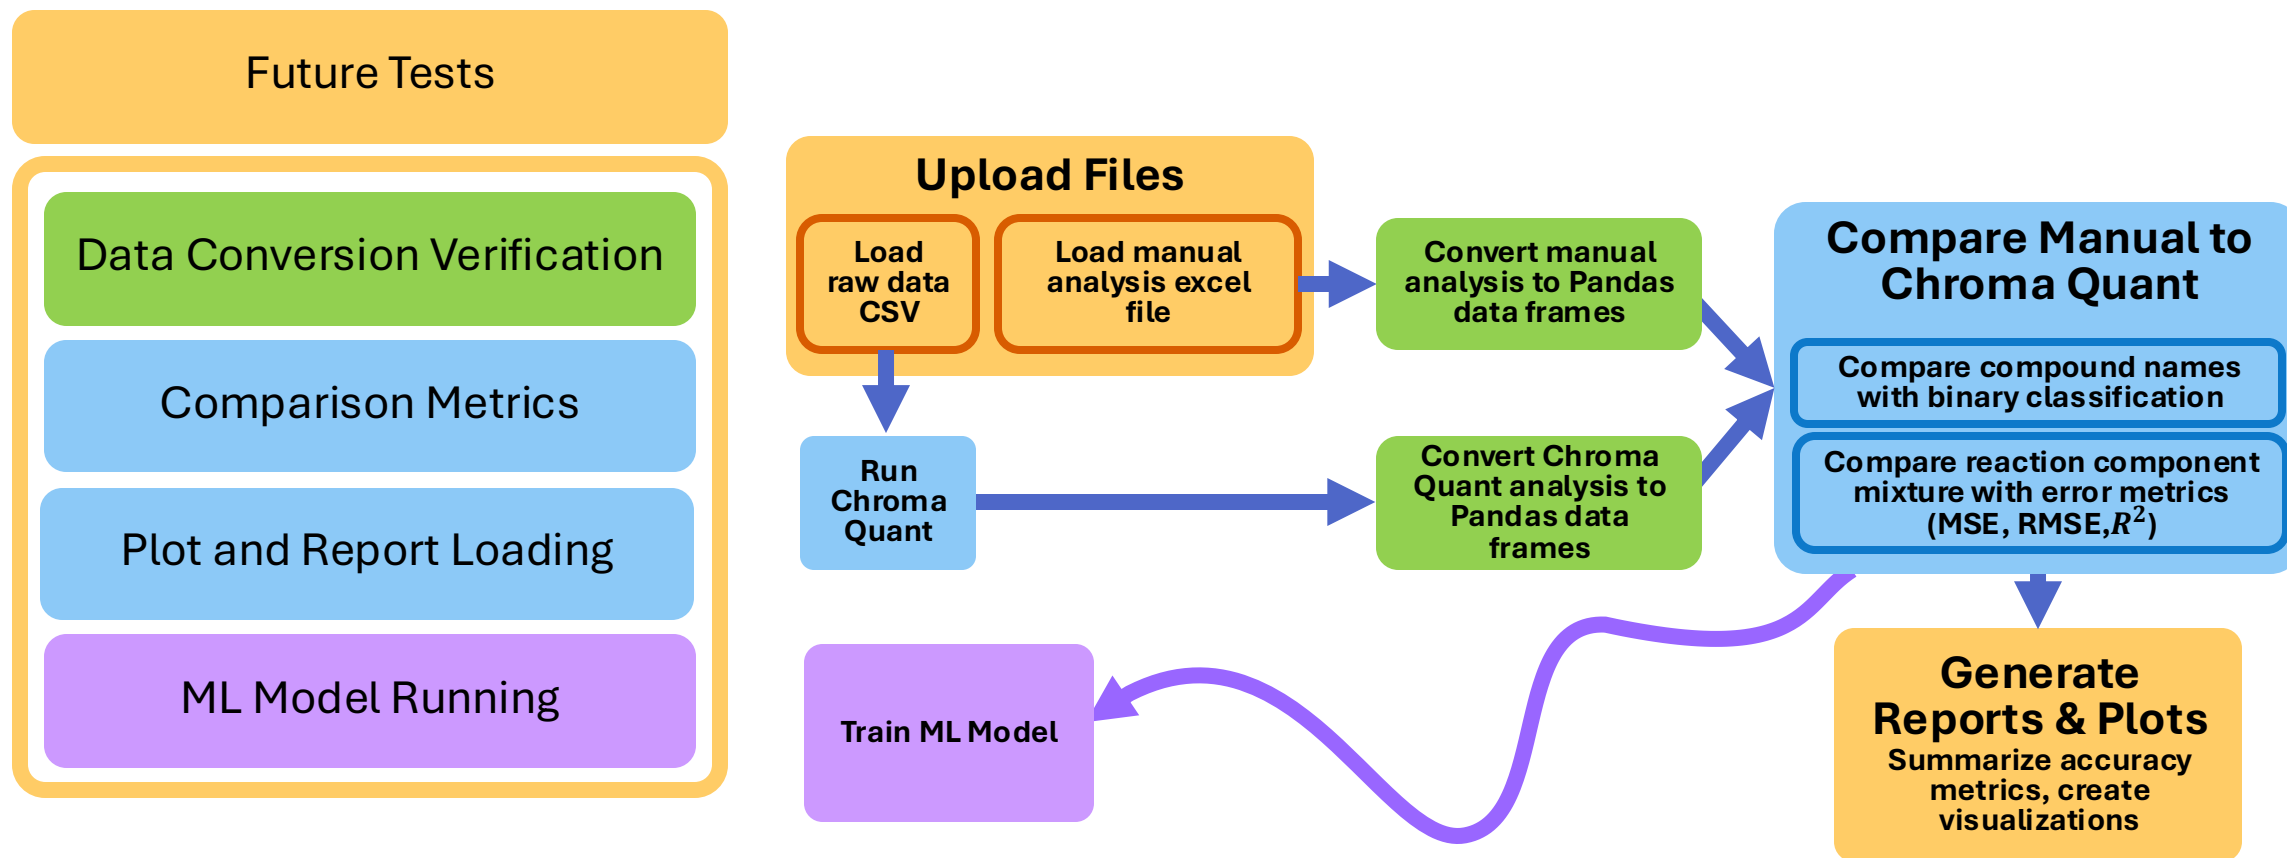 Future Tests
Data Conversion Verification
Comparison Metrics
Plot and Report Loading
ML Model Running
Upload Files
Load
raw data
CSV
Load manual
analysis excel
file
Run
Chroma
Quant
Convert manual
analysis to Pandas
data frames
Convert Chroma
Quant analysis to
Pandas data
frames
Compare Manual to
Chroma Quant
Compare compound names
with binary classification
Compare reaction component
mixture with error metrics
(MSE, RMSE,R²)
Train ML Model
Generate
Reports & Plots
Summarize accuracy
metrics, create
visualizations